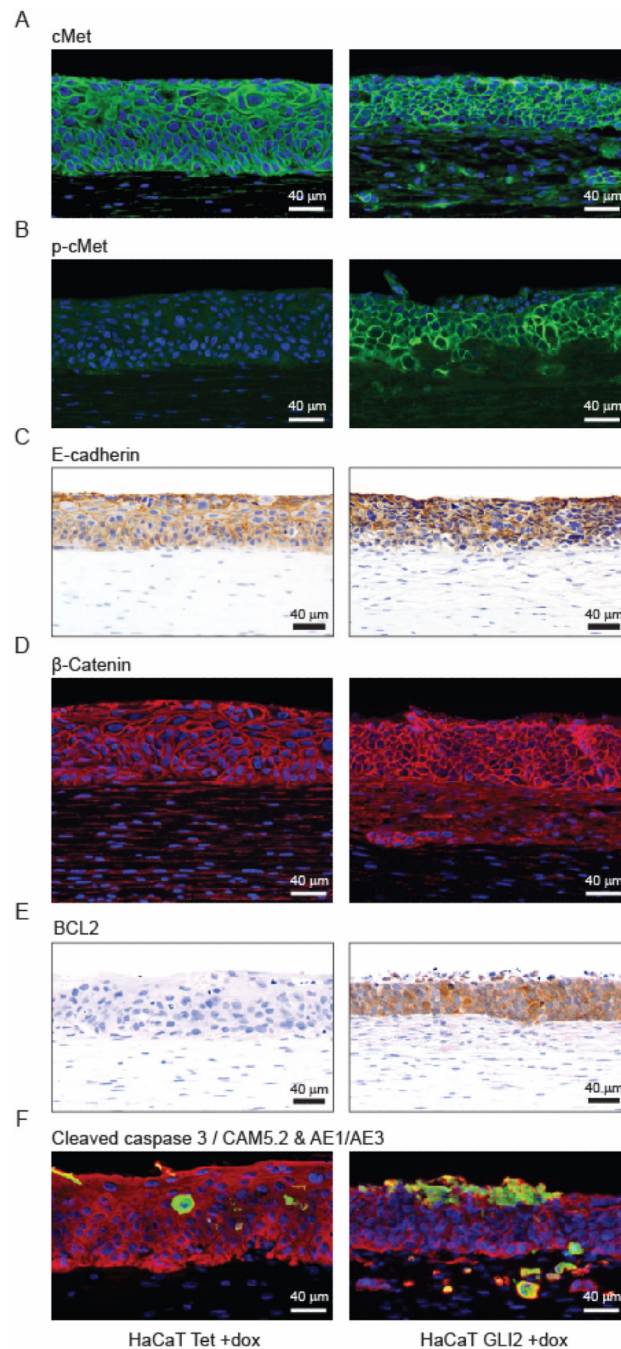 A
cMet
40 μm
40 μm
B
p-cMet
40 μm
40 μm
C
E-cadherin
40 μm
40 μm
D
β-Catenin
40 μm
40 μm
E
BCL2
40 μm
40 μm
F
Cleaved caspase 3 / CAM5.2 & AE1/AE3
40 μm
40 μm
HaCaT Tet +dox
HaCaT GLI2 +dox